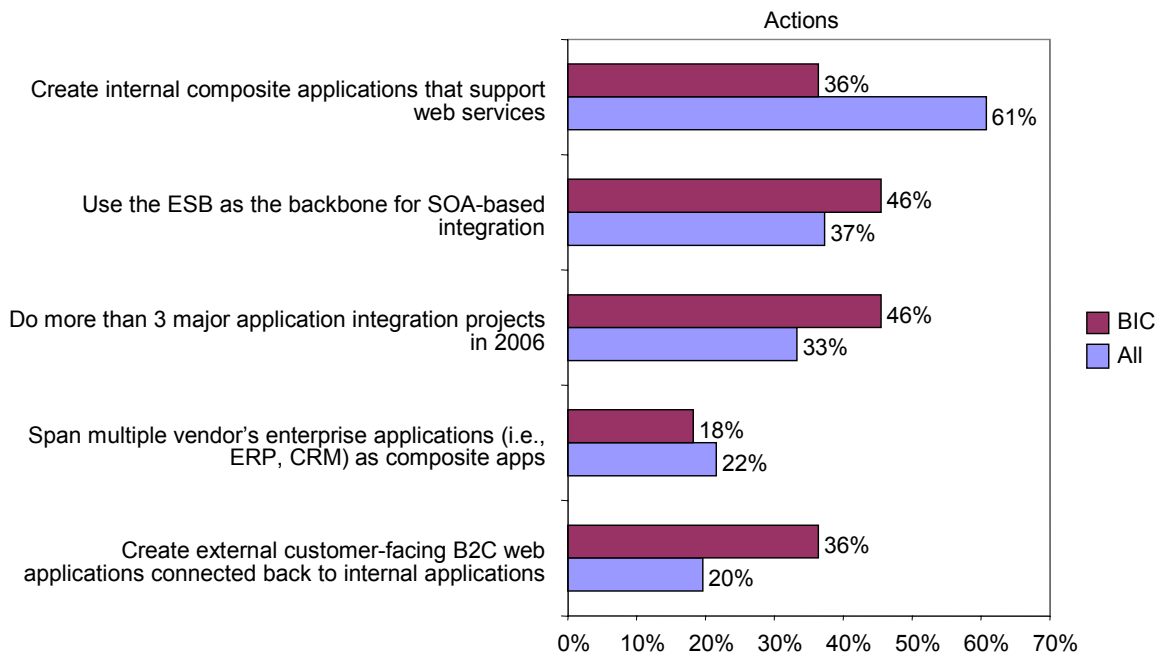 Actions
Create internal composite applications that support
web services
36%
61%
Use the ESB as the backbone for SOA-based
integration
46%
37%
Do more than 3 major application integration projects
in 2006
46%
33%
Span multiple vendor’s enterprise applications (i.e.,
ERP, CRM) as composite apps
18%
22%
Create external customer-facing B2C web
applications connected back to internal applications
36%
20%
0% 10% 20% 30% 40% 50% 60% 70%
BIC
All